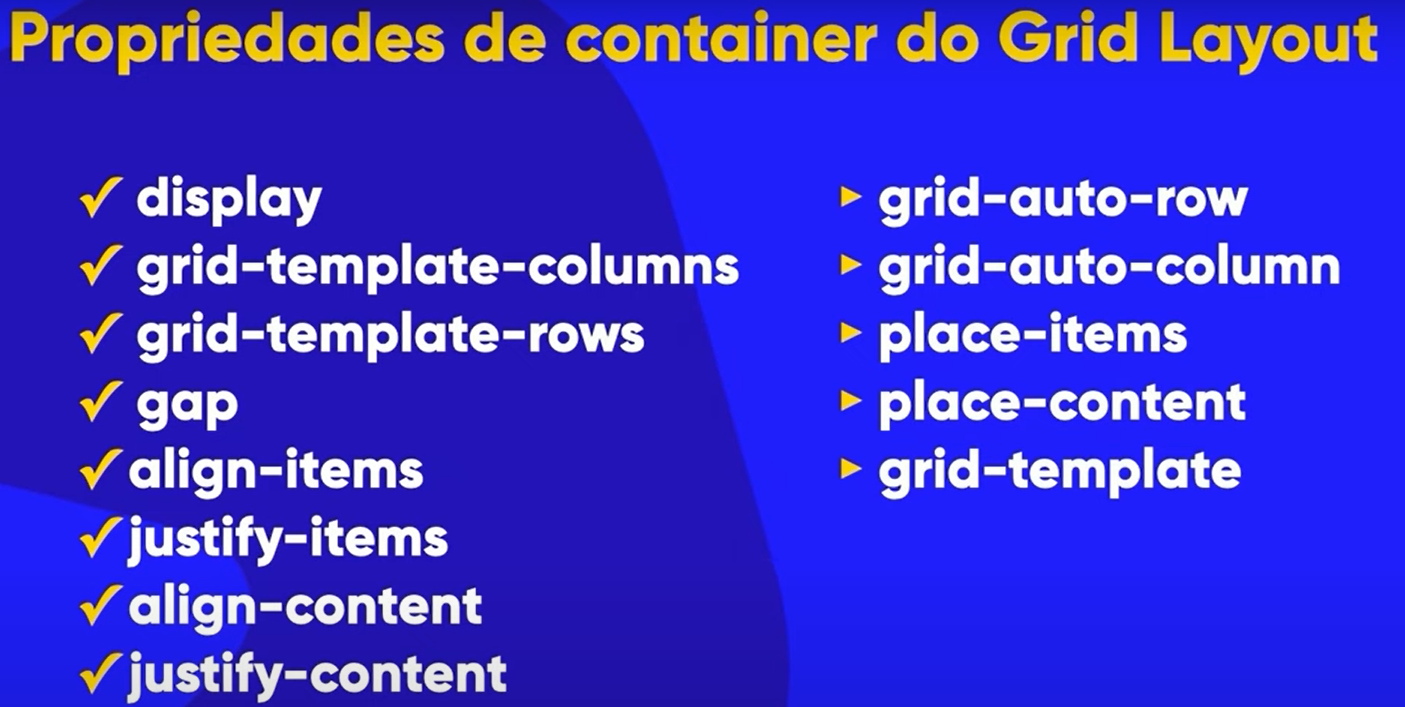 Propriedades de container do Grid Layout
✓ display
✓ grid-template-columns
✓ grid-template-rows
✓ gap
✓ align-items
✓ justify-items
✓ align-content
✓ justify-content
▸ grid-auto-row
▸ grid-auto-column
▸ place-items
▸ place-content
▸ grid-template